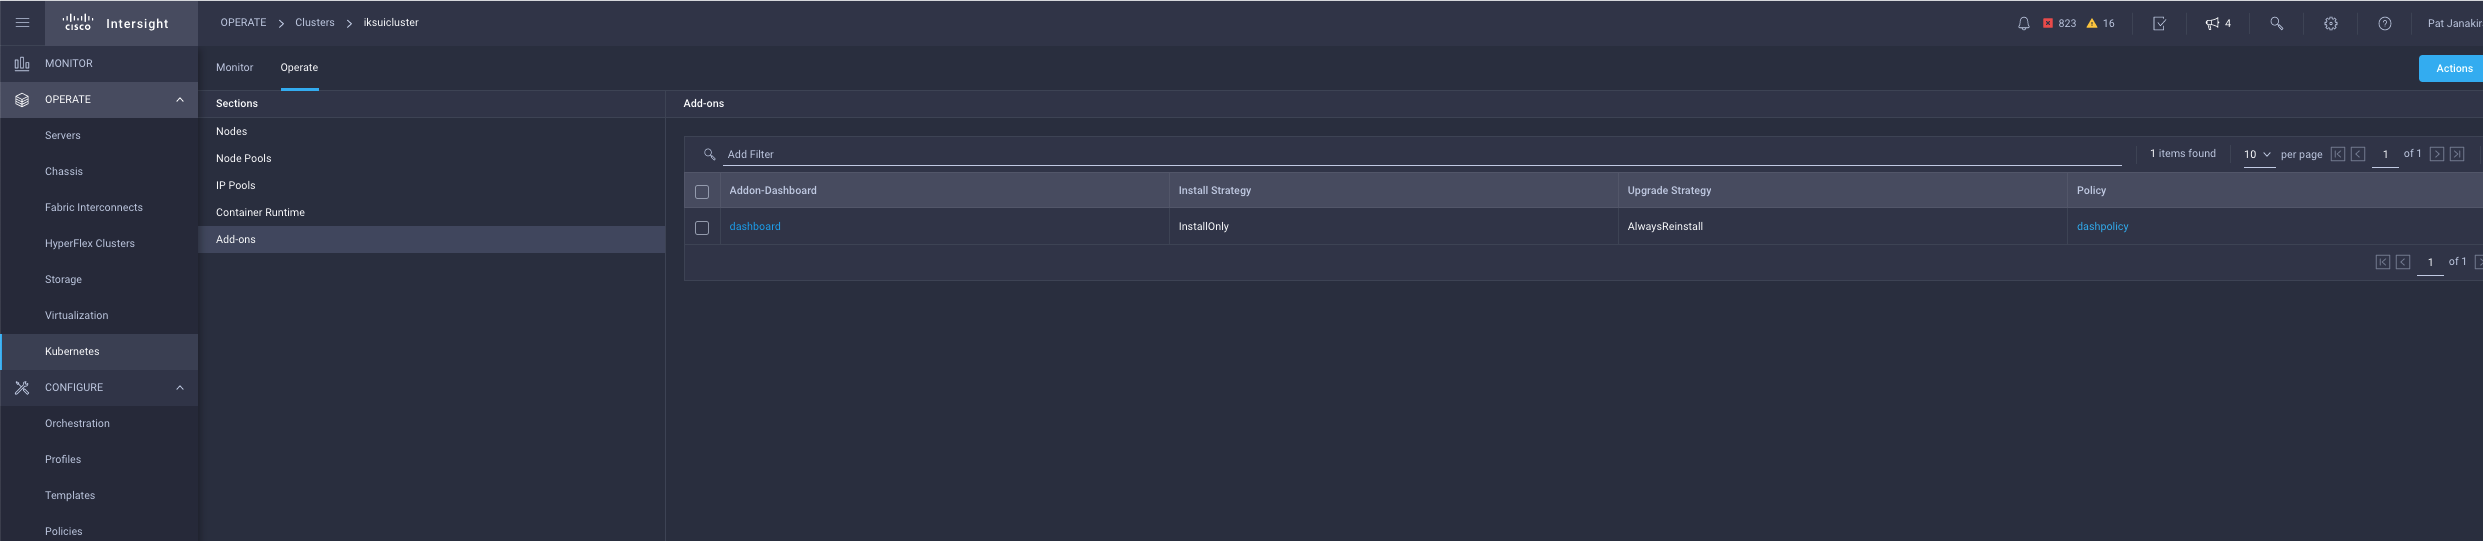 cisco Intersight
OPERATE > Clusters > iksuicluster
823 16 4
MONITOR
OPERATE
Servers
Chassis
Fabric Interconnects
HyperFlex Clusters
Storage
Virtualization
Kubernetes
CONFIGURE
Orchestration
Profiles
Templates
Policies
Monitor Operate
Actions
Sections
Nodes
Node Pools
IP Pools
Container Runtime
Add-ons
Add-ons
Add Filter 1 items found 10 per page 1 of 1
Addon-Dashboard Install Strategy Upgrade Strategy Policy
dashboard InstallOnly AlwaysReinstall dashpolicy
1 of 1